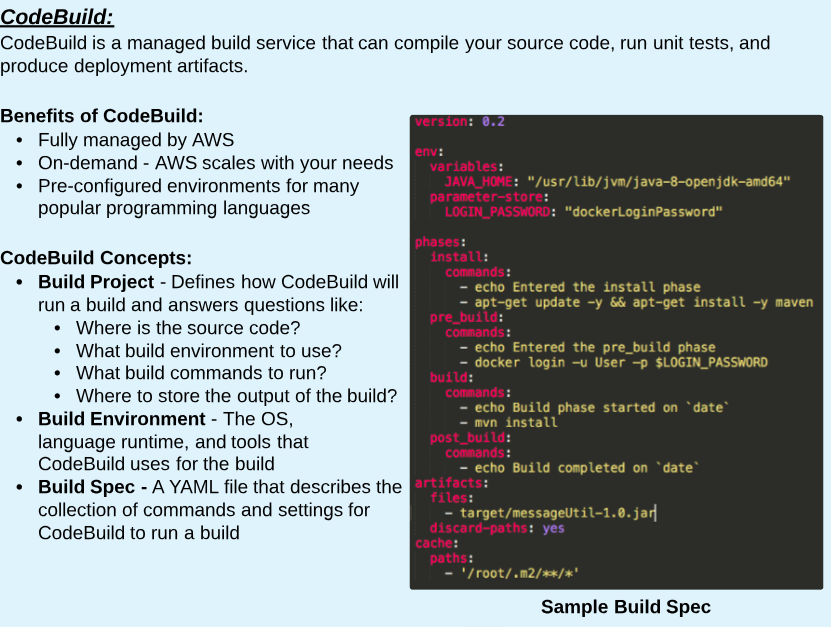 CodeBuild:
CodeBuild is a managed build service that can compile your source code, run unit tests, and
produce deployment artifacts.
Benefits of CodeBuild:
• Fully managed by AWS
• On-demand - AWS scales with your needs
• Pre-configured environments for many
popular programming languages
CodeBuild Concepts:
• Build Project - Defines how CodeBuild will
run a build and answers questions like:
• Where is the source code?
• What build environment to use?
• What build commands to run?
• Where to store the output of the build?
• Build Environment - The OS,
language runtime, and tools that
CodeBuild uses for the build
• Build Spec - A YAML file that describes the
collection of commands and settings for
CodeBuild to run a build
version: 0.2
env:
variables:
JAVA_HOME: "/usr/lib/jvm/java-8-openjdk-amd64"
parameter-store:
LOGIN_PASSWORD: "dockerLoginPassword"
phases:
install:
commands:
- echo Entered the install phase
- apt-get update -y && apt-get install -y maven
pre_build:
commands:
- echo Entered the pre_build phase
- docker login -u User -p $LOGIN_PASSWORD
build:
commands:
- echo Build phase started on `date`
- mvn install
post_build:
commands:
- echo Build completed on `date`
artifacts:
files:
- target/messageUtil-1.0.jar
discard-paths: yes
cache:
paths:
- '/root/.m2/**/*'
Sample Build Spec